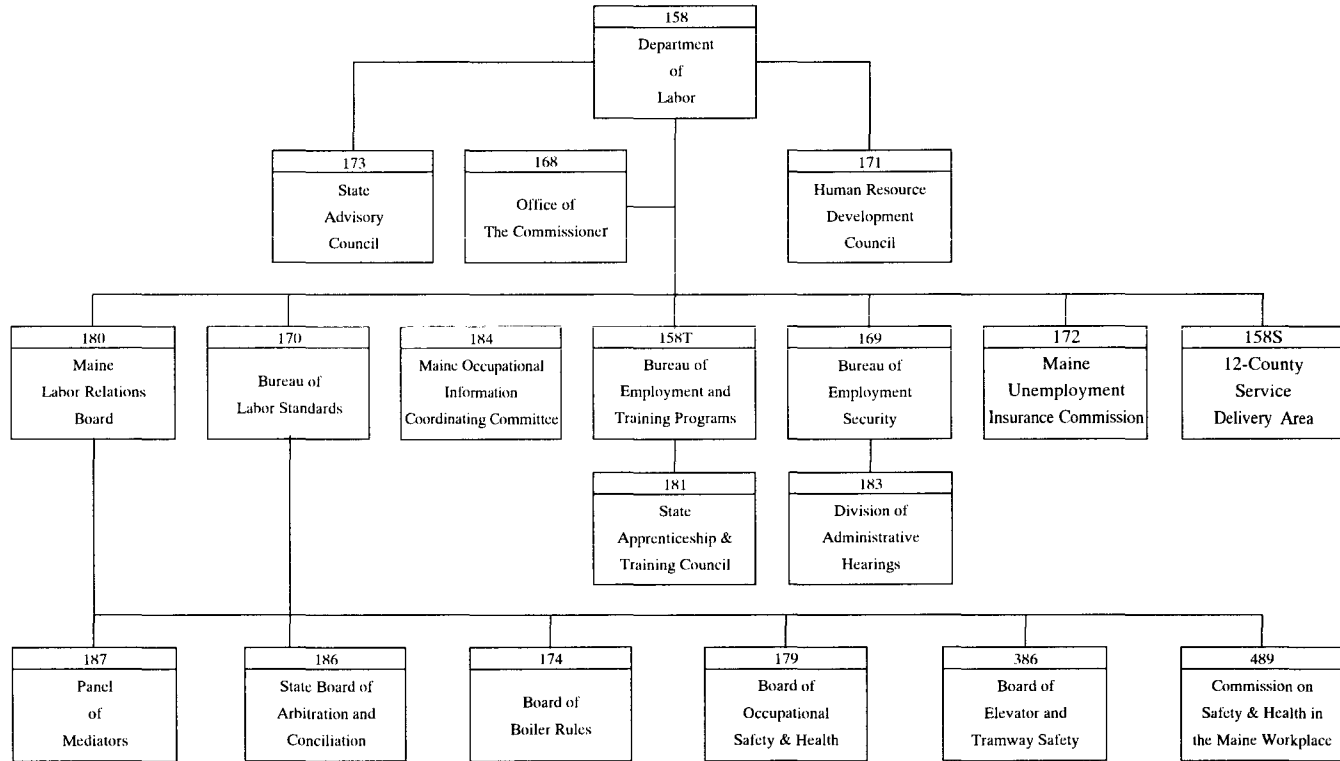 158
Department
of
Labor
173
State
Advisory
Council
168
Office of
The Commissioner
171
Human Resource
Development
Council
180
Maine
Labor Relations
Board
170
Bureau of
Labor Standards
184
Maine Occupational
Information
Coordinating Committee
158T
Bureau of
Employment and
Training Programs
169
Bureau of
Employment
Security
172
Maine
Unemployment
Insurance Commission
158S
12-County
Service
Delivery Area
181
State
Apprenticeship &
Training Council
183
Division of
Administrative
Hearings
187
Panel
of
Mediators
186
State Board of
Arbitration and
Conciliation
174
Board of
Boiler Rules
179
Board of
Occupational
Safety & Health
386
Board of
Elevator and
Tramway Safety
489
Commission on
Safety & Health in
the Maine Workplace